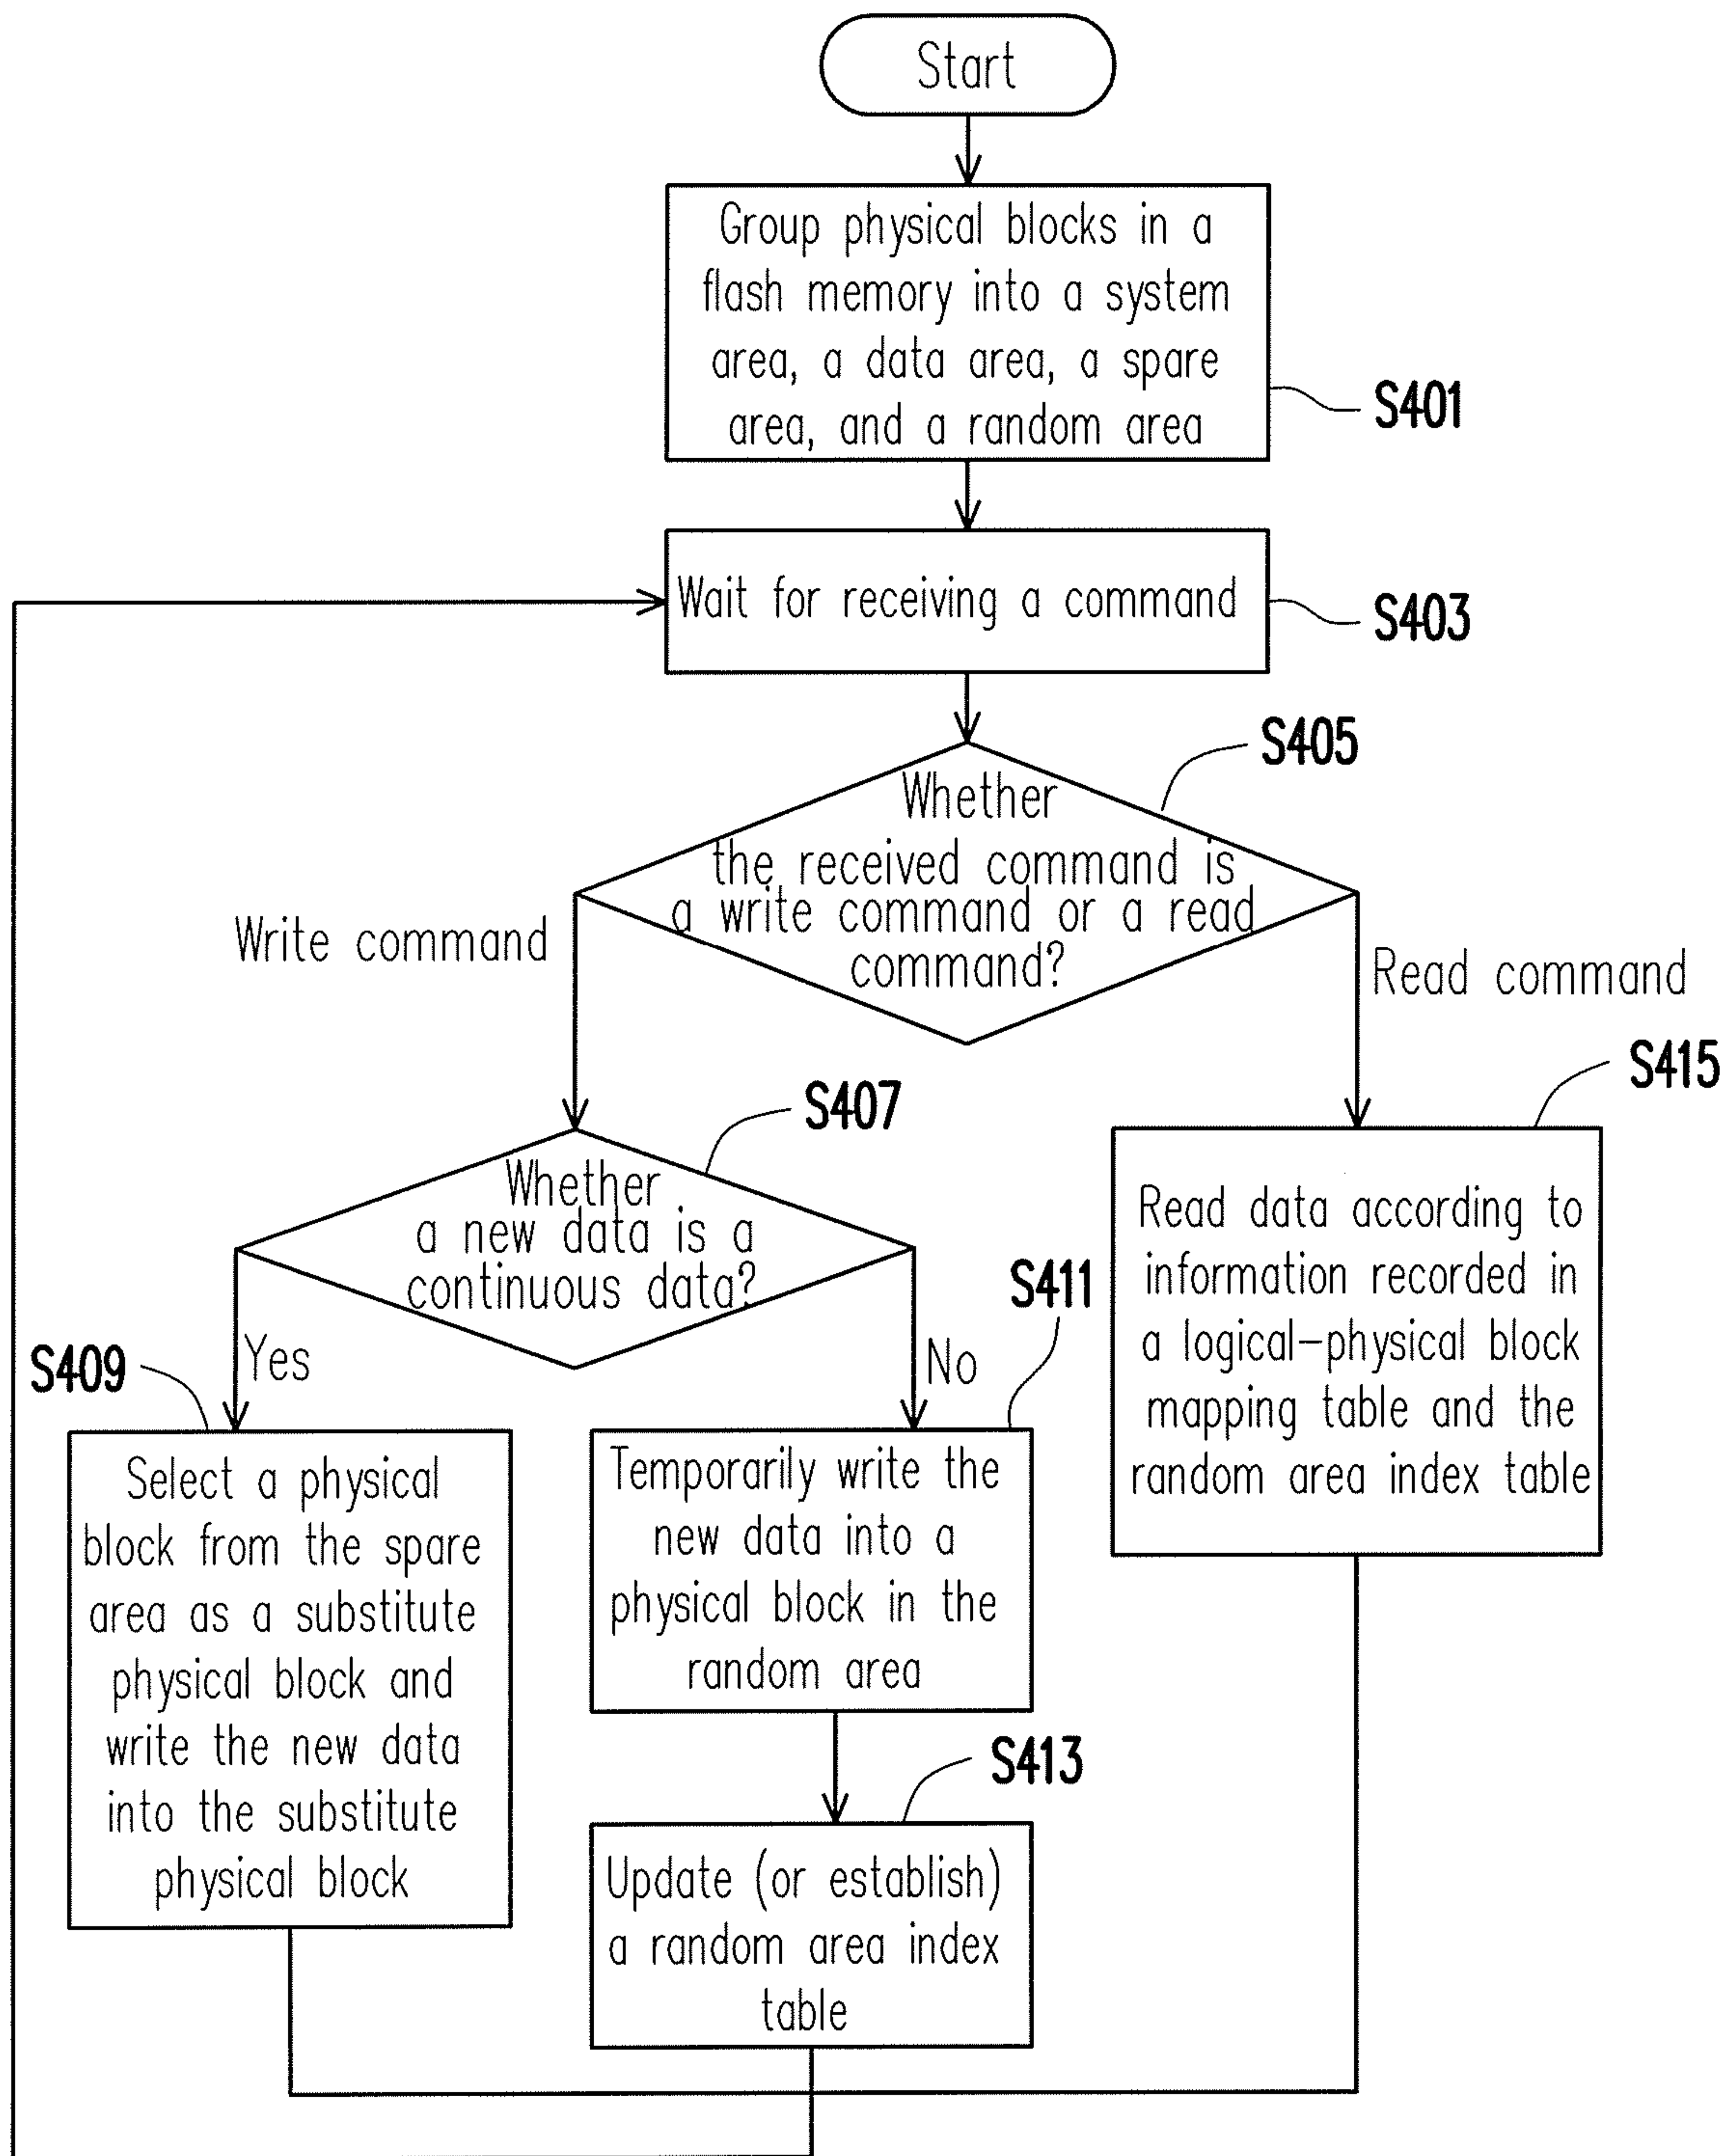 Start
Group physical blocks in a
flash memory into a system
area, a data area, a spare
area, and a random area
S401
Wait for receiving a command
S403
S405
Whether
the received command is
a write command or a read
command?
Write command
Read command
S415
S407
Whether
a new data is a
continuous data?
Read data according to
information recorded in
a logical-physical block
mapping table and the
random area index table
S411
S409
Yes
No
Select a physical
block from the spare
area as a substitute
physical block and
write the new data
into the substitute
physical block
Temporarily write the
new data into a
physical block in the
random area
S413
Update (or establish)
a random area index
table